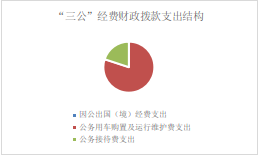 “三公”经费财政拨款支出结构
因公出国（境）经费支出
公务用车购置及运行维护费支出
公务接待费支出